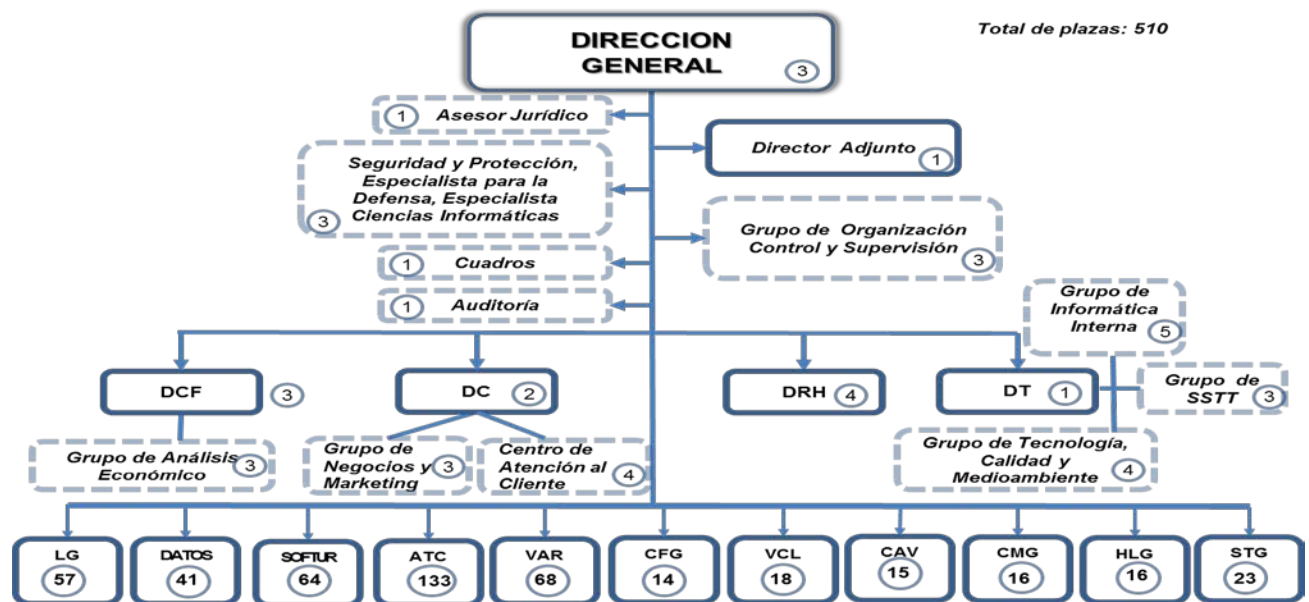 Total de plazas: 510
DIRECCION
GENERAL
3
1 Asesor Jurídico
Director Adjunto
1
Seguridad y Protección,
Especialista para la
Defensa, Especialista
Ciencias Informáticas
3
Grupo de Organización
Control y Supervisión
3
1 Cuadros
1 Auditoría
Grupo de
Informática
Interna
5
DCF 3
DC 2
DRH 4
DT 1
Grupo de
SSTT 3
Grupo de Análisis
Económico
3
Grupo de
Negocios y
Marketing
3
Centro de
Atención al
Cliente
4
Grupo de Tecnología,
Calidad y
Medioambiente
4
LG
57
DATOS
41
SOFTUR
64
ATC
133
VAR
68
CFG
14
VCL
18
CAV
15
CMG
16
HLG
16
STG
23